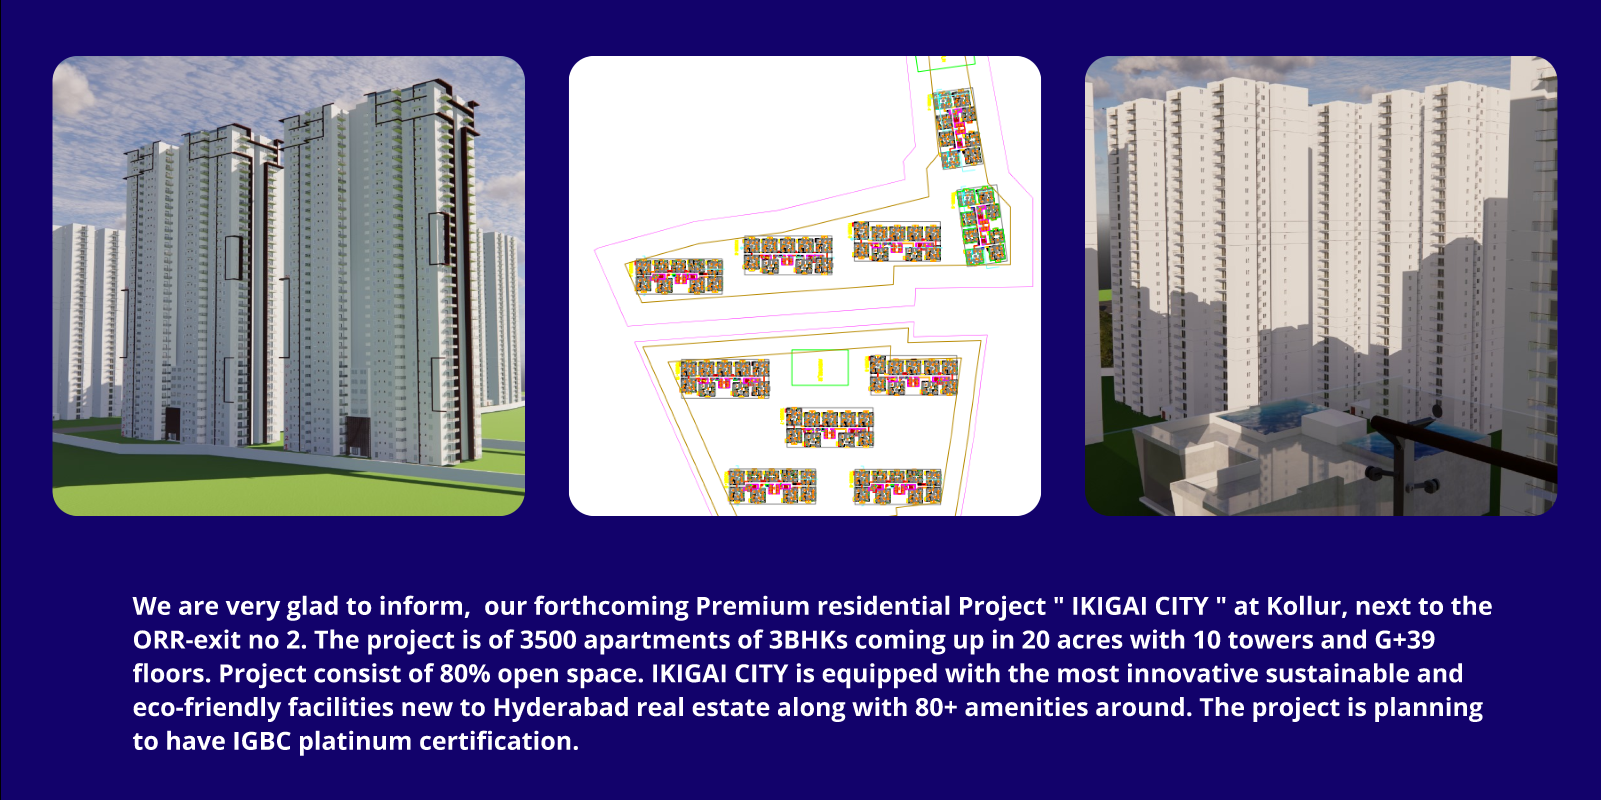 We are very glad to inform,  our forthcoming Premium residential Project " IKIGAI CITY " at Kollur, next to the
ORR-exit no 2. The project is of 3500 apartments of 3BHKs coming up in 20 acres with 10 towers and G+39
floors. Project consist of 80% open space. IKIGAI CITY is equipped with the most innovative sustainable and
eco-friendly facilities new to Hyderabad real estate along with 80+ amenities around. The project is planning
to have IGBC platinum certification.